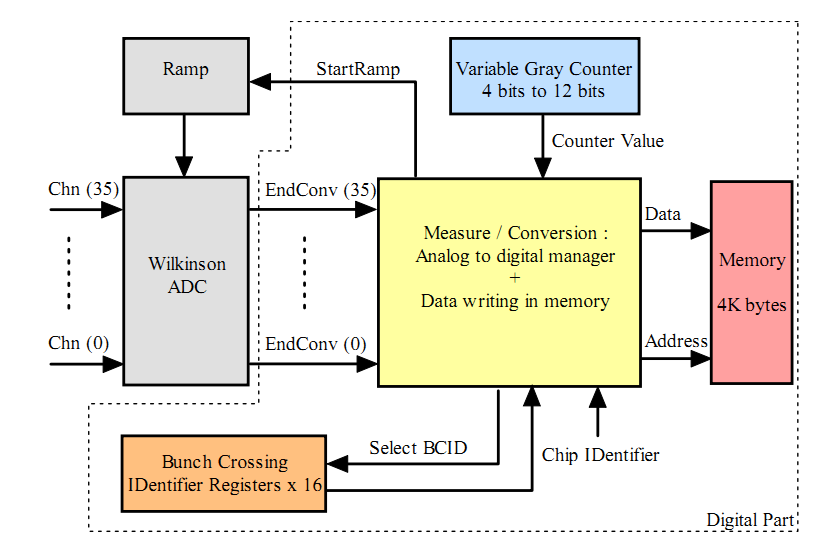 Ramp
StartRamp
Variable Gray Counter
4 bits to 12 bits
Counter Value
Chn (35)
EndConv (35)
Data
Measure / Conversion :
Analog to digital manager
+
Data writing in memory
Wilkinson
ADC
Memory
4K bytes
Chn (0)
EndConv (0)
Address
Select BCID
Chip IDentifier
Bunch Crossing
IDentifier Registers x 16
Digital Part